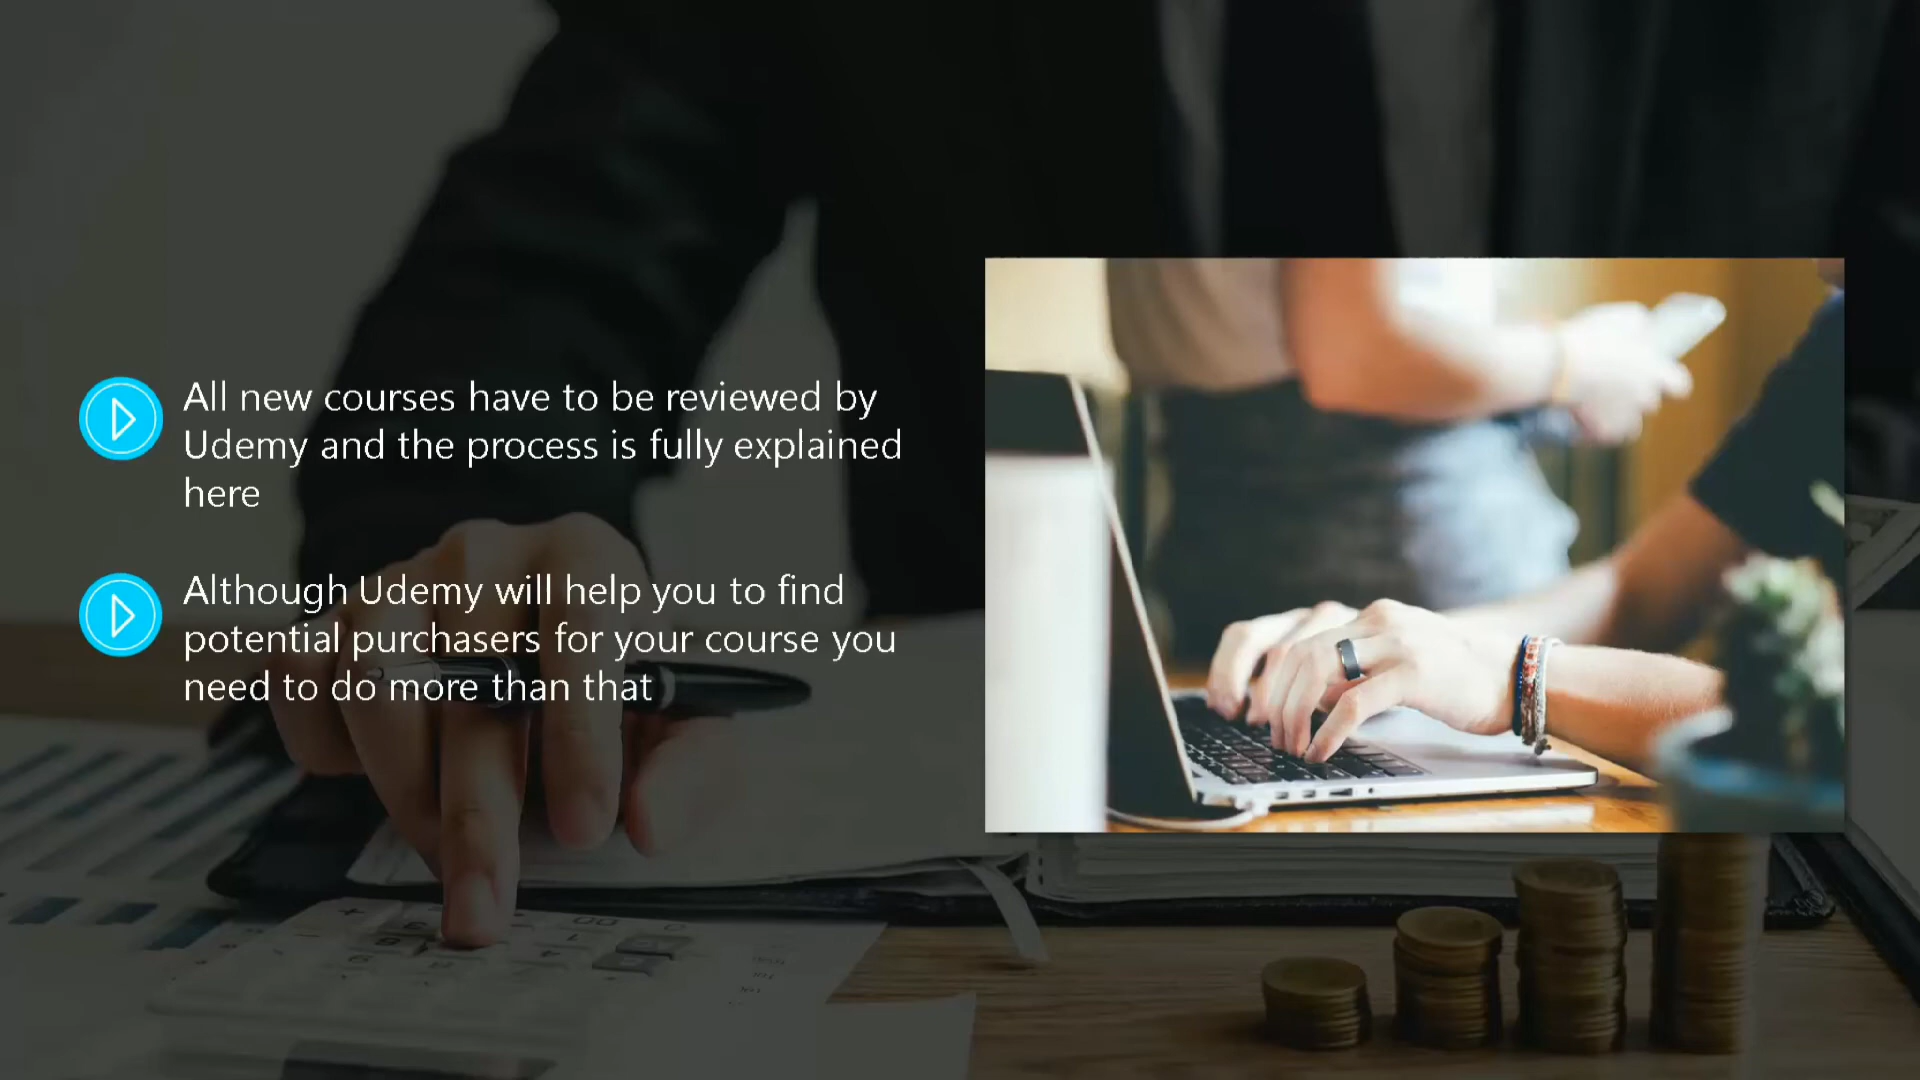 All new courses have to be reviewed by
Udemy and the process is fully explained
here
Although Udemy will help you to find
potential purchasers for your course you
need to do more than that